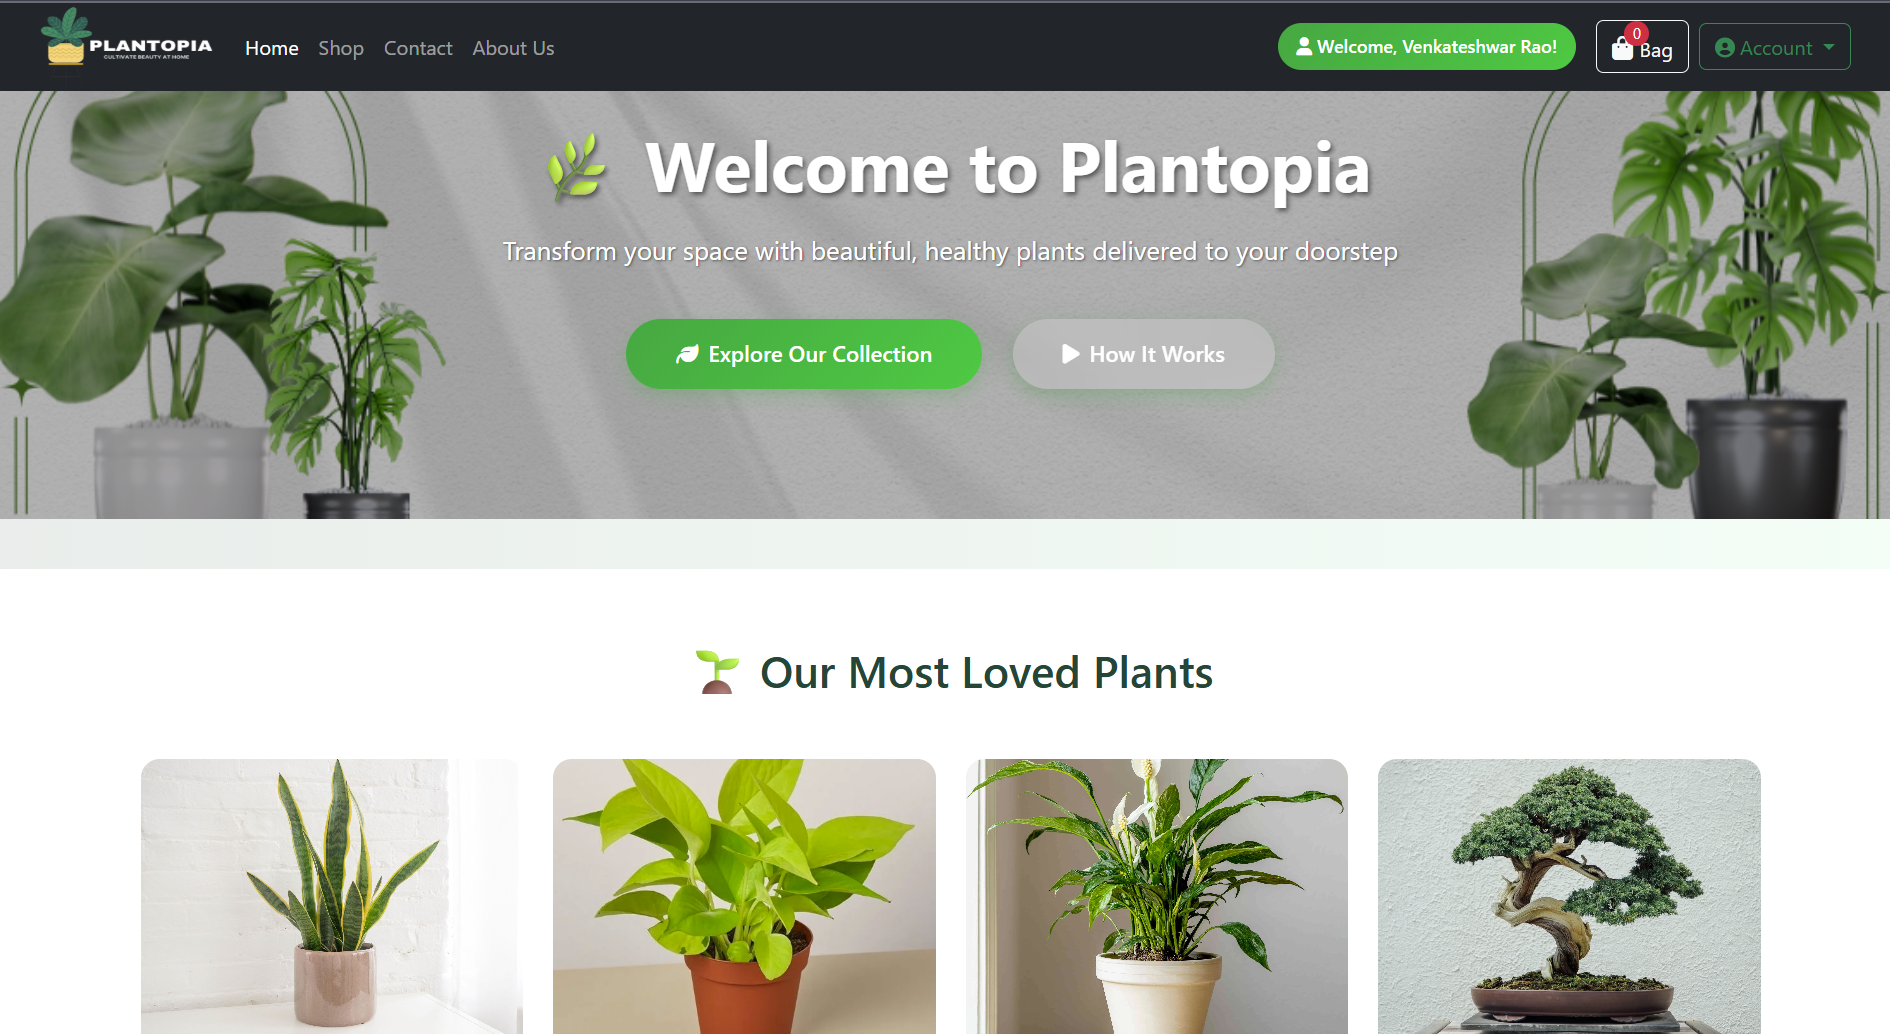 PLANTOPIA
CULTIVATE BEAUTY AT HOME
Home Shop Contact About Us
Welcome, Venkateshwar Rao!
0
Bag
Account
Welcome to Plantopia
Transform your space with beautiful, healthy plants delivered to your doorstep
Explore Our Collection
How It Works
Our Most Loved Plants